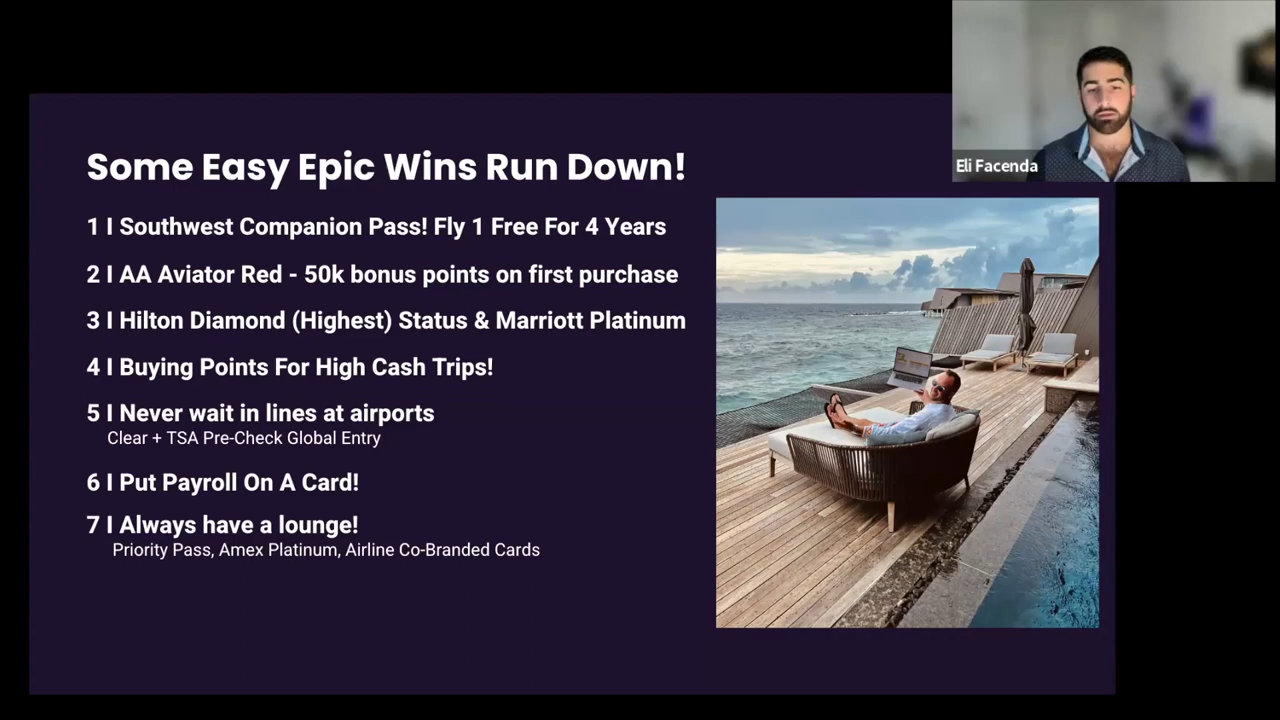 Eli Facenda
Some Easy Epic Wins Run Down!
1 I Southwest Companion Pass! Fly 1 Free For 4 Years
2 I AA Aviator Red - 50k bonus points on first purchase
3 I Hilton Diamond (Highest) Status & Marriott Platinum
4 I Buying Points For High Cash Trips!
5 I Never wait in lines at airports
Clear + TSA Pre-Check Global Entry
6 I Put Payroll On A Card!
7 I Always have a lounge!
Priority Pass, Amex Platinum, Airline Co-Branded Cards